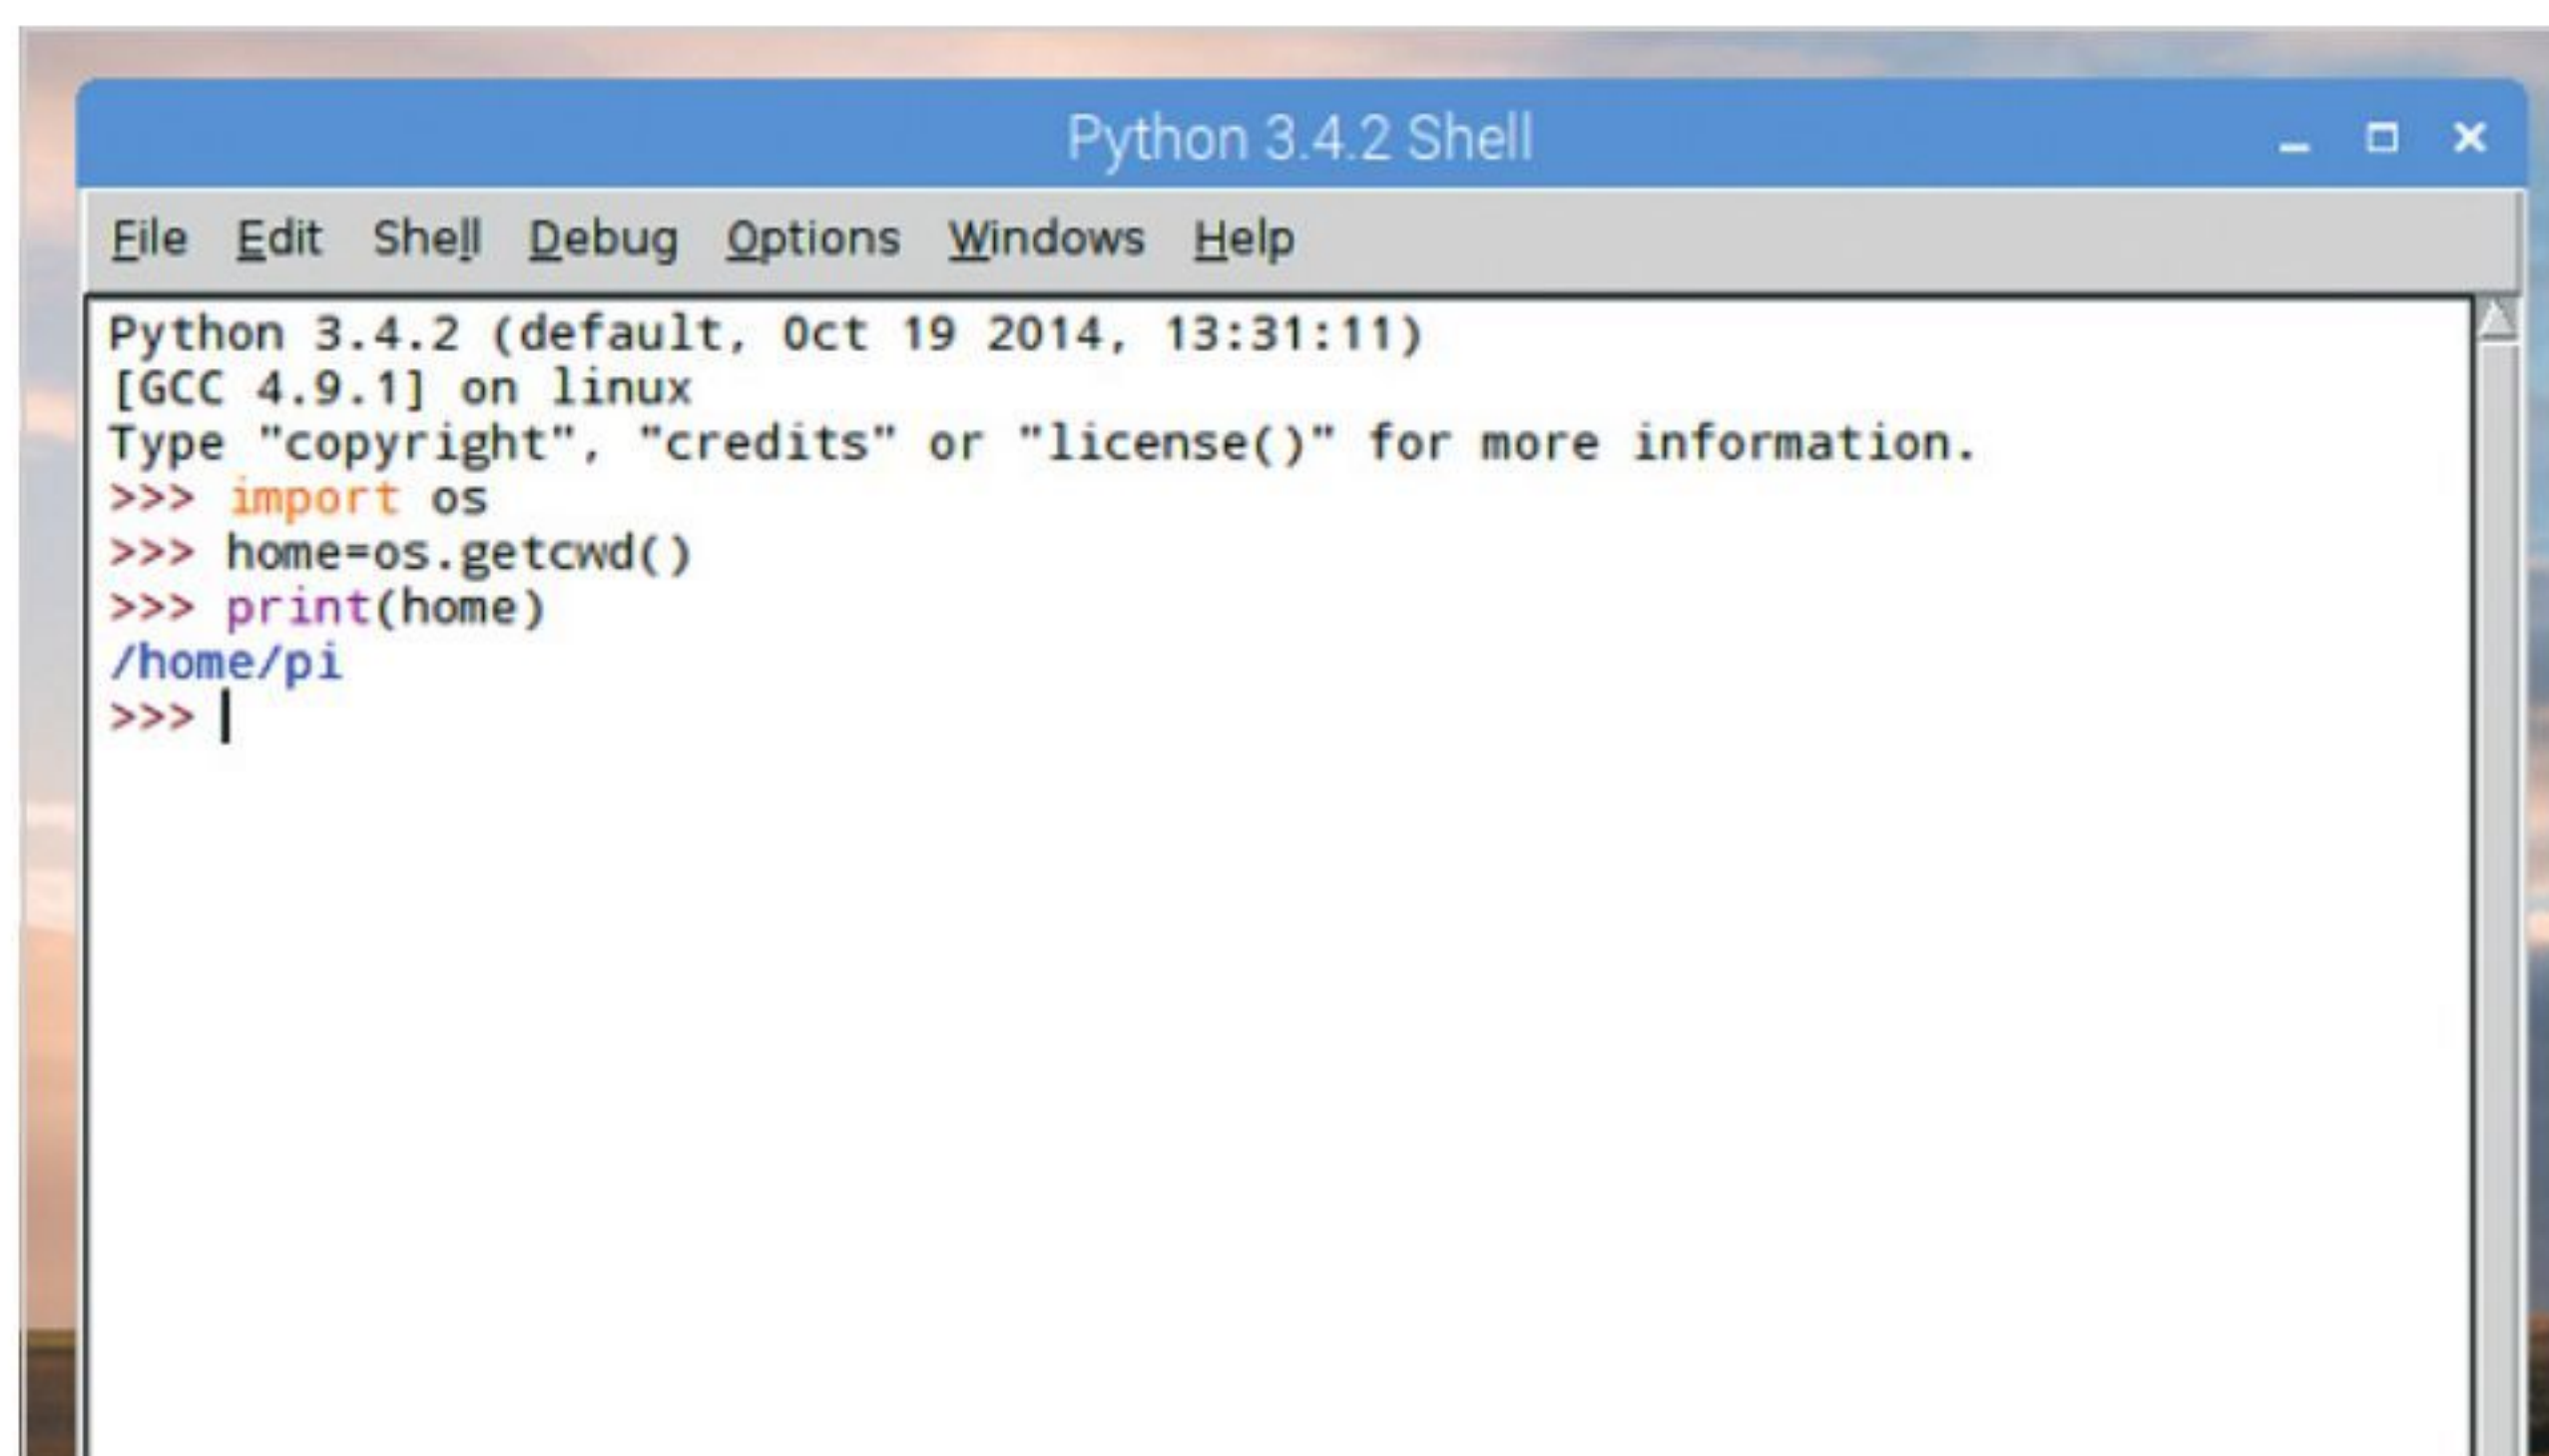 Python 3.4.2 Shell
File Edit Shell Debug Options Windows Help
Python 3.4.2 (default, Oct 19 2014, 13:31:11)
[GCC 4.9.1] on linux
Type "copyright", "credits" or "license()" for more information.
>>> import os
>>> home=os.getcwd()
>>> print(home)
/home/pi
>>>